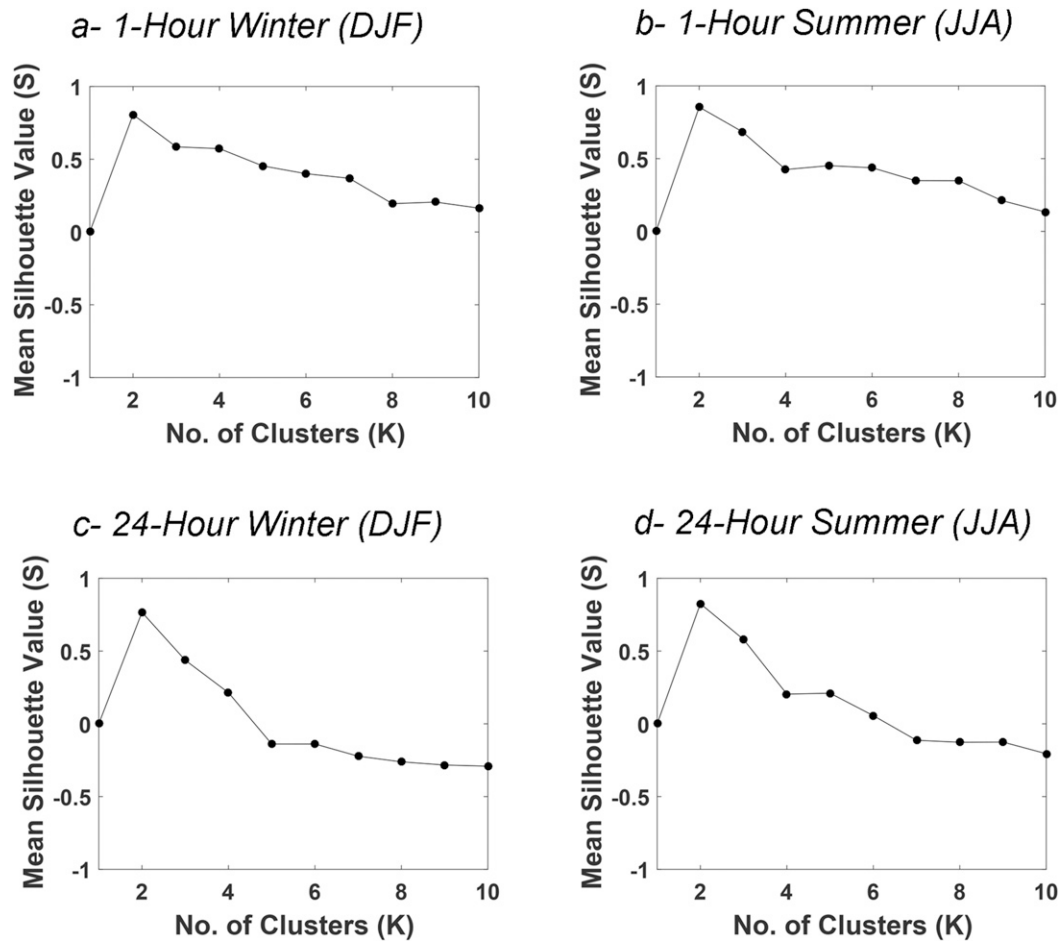 a- 1-Hour Winter (DJF)
Mean Silhouette Value (S)
1
0.5
0
-0.5
-1
2 4 6 8 10
No. of Clusters (K)
b- 1-Hour Summer (JJA)
Mean Silhouette Value (S)
1
0.5
0
-0.5
-1
2 4 6 8 10
No. of Clusters (K)
c- 24-Hour Winter (DJF)
Mean Silhouette Value (S)
1
0.5
0
-0.5
-1
2 4 6 8 10
No. of Clusters (K)
d- 24-Hour Summer (JJA)
Mean Silhouette Value (S)
1
0.5
0
-0.5
-1
2 4 6 8 10
No. of Clusters (K)